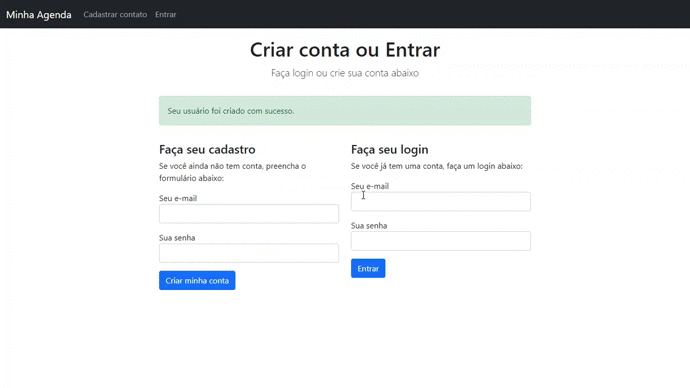 Minha Agenda Cadastrar contato Entrar
Criar conta ou Entrar
Faça login ou crie sua conta abaixo
Seu usuário foi criado com sucesso.
Faça seu cadastro
Se você ainda não tem conta, preencha o
formulário abaixo:
Seu e-mail
Sua senha
Criar minha conta
Faça seu login
Se você já tem uma conta, faça um login abaixo:
Seu e-mail
Sua senha
Entrar